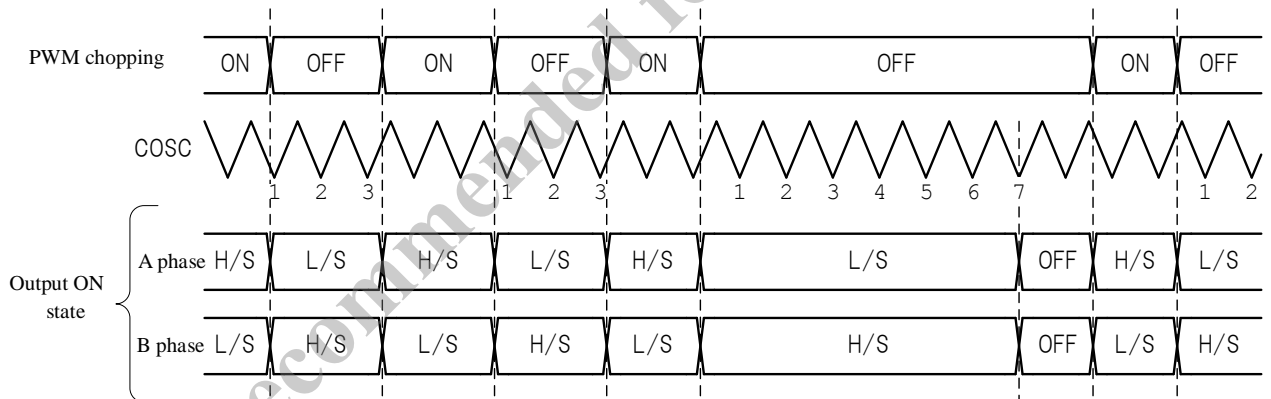 PWM chopping ON OFF ON OFF ON OFF ON OFF
COSC
1 2 3 1 2 3 1 2 3 4 5 6 7 1 2
Output ON
state
A phase H/S L/S H/S L/S H/S L/S OFF H/S L/S
B phase L/S H/S L/S H/S L/S H/S OFF L/S H/S
ecommended